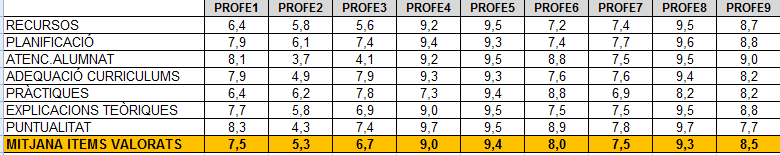 PROFE1 PROFE2 PROFE3 PROFE4 PROFE5 PROFE6 PROFE7 PROFE8 PROFE9
RECURSOS 6,4 5,8 5,6 9,2 9,5 7,2 7,4 9,5 8,7
PLANIFICACIÓ 7,9 6,1 7,4 9,4 9,3 7,4 7,7 9,6 8,8
ATENC.ALUMNAT 8,1 3,7 4,1 9,2 9,5 8,8 7,5 9,5 9,0
ADEQUACIÓ CURRICULUMS 7,9 4,9 7,9 9,3 9,3 7,6 7,6 9,4 8,2
PRÀCTIQUES 6,4 6,2 7,8 7,3 9,4 8,8 6,9 8,2 8,2
EXPLICACIONS TEÒRIQUES 7,7 5,8 6,9 9,0 9,5 7,5 7,5 9,5 8,8
PUNTUALITAT 8,3 4,3 7,4 9,7 9,5 8,9 7,8 9,7 7,7
MITJANA ITEMS VALORATS 7,5 5,3 6,7 9,0 9,4 8,0 7,5 9,3 8,5